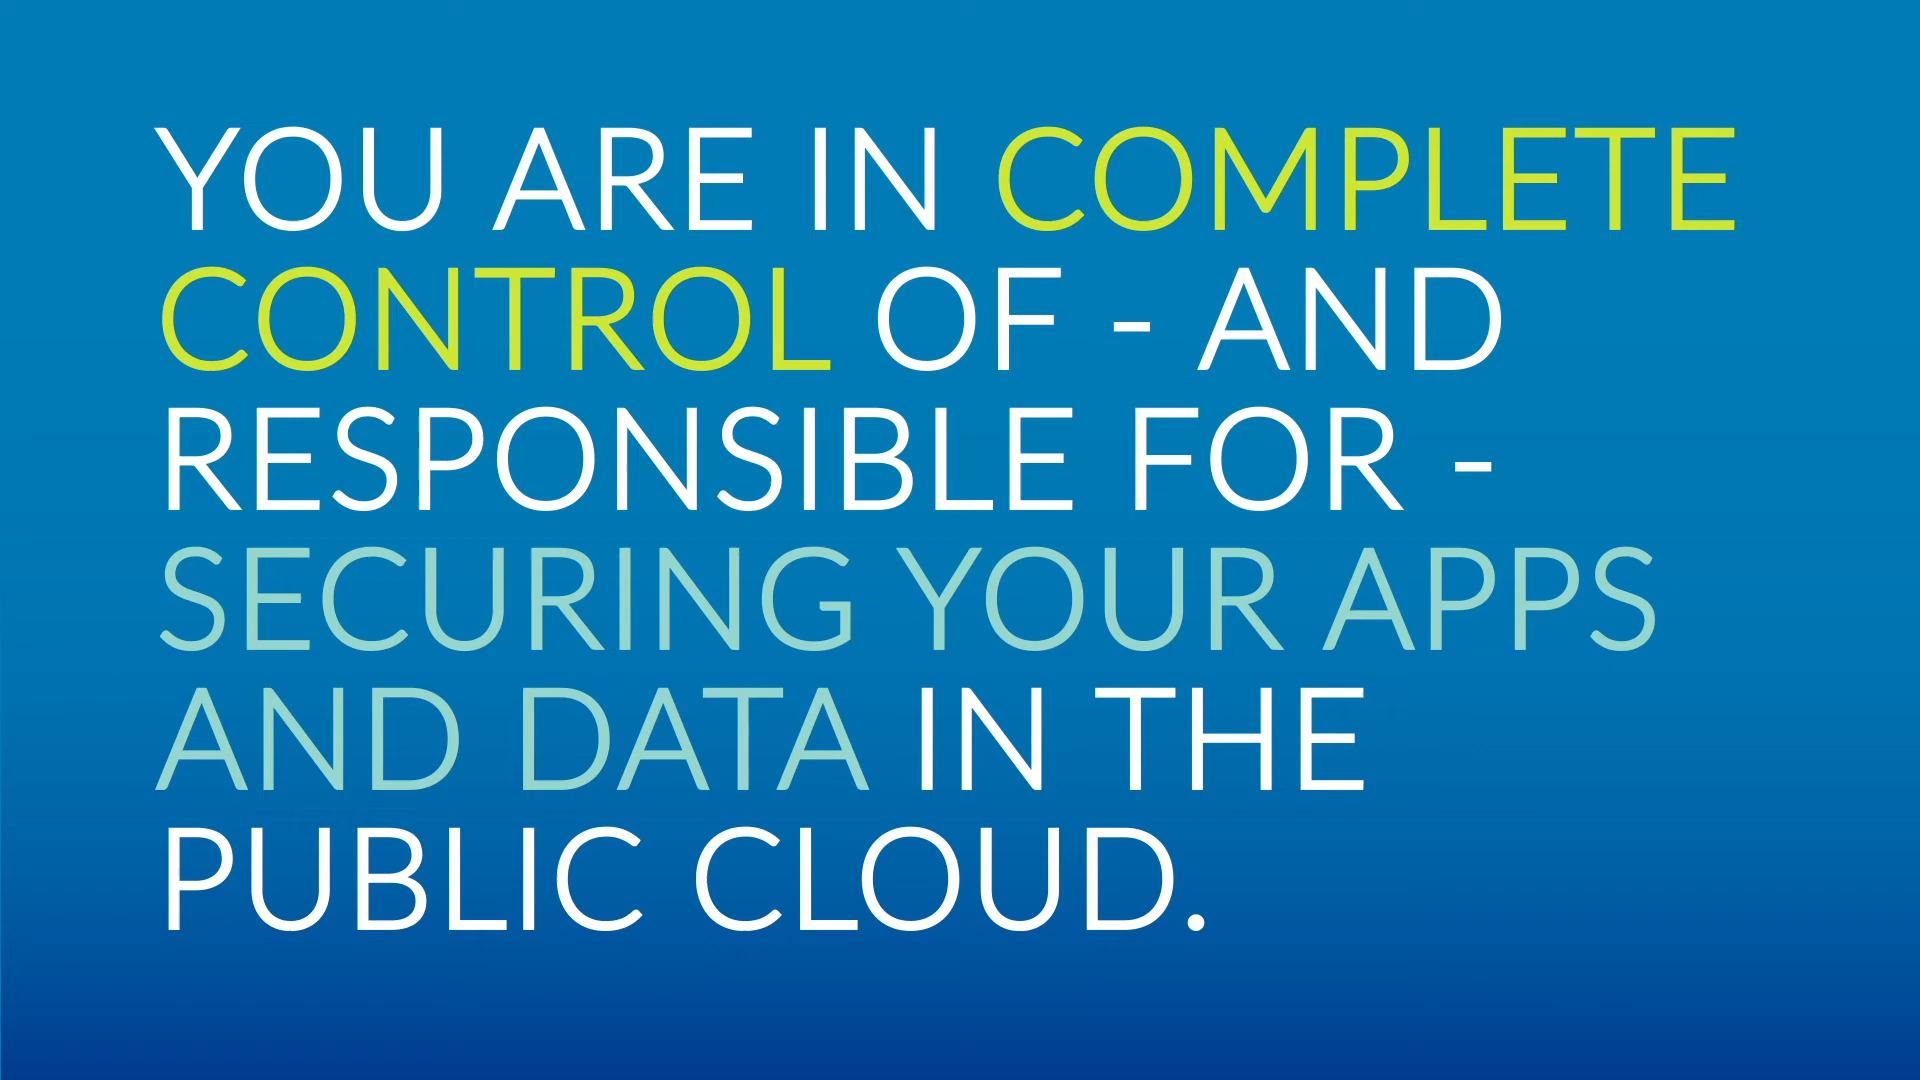 YOU ARE IN COMPLETE
CONTROL OF - AND
RESPONSIBLE FOR -
SECURING YOUR APPS
AND DATA IN THE
PUBLIC CLOUD.